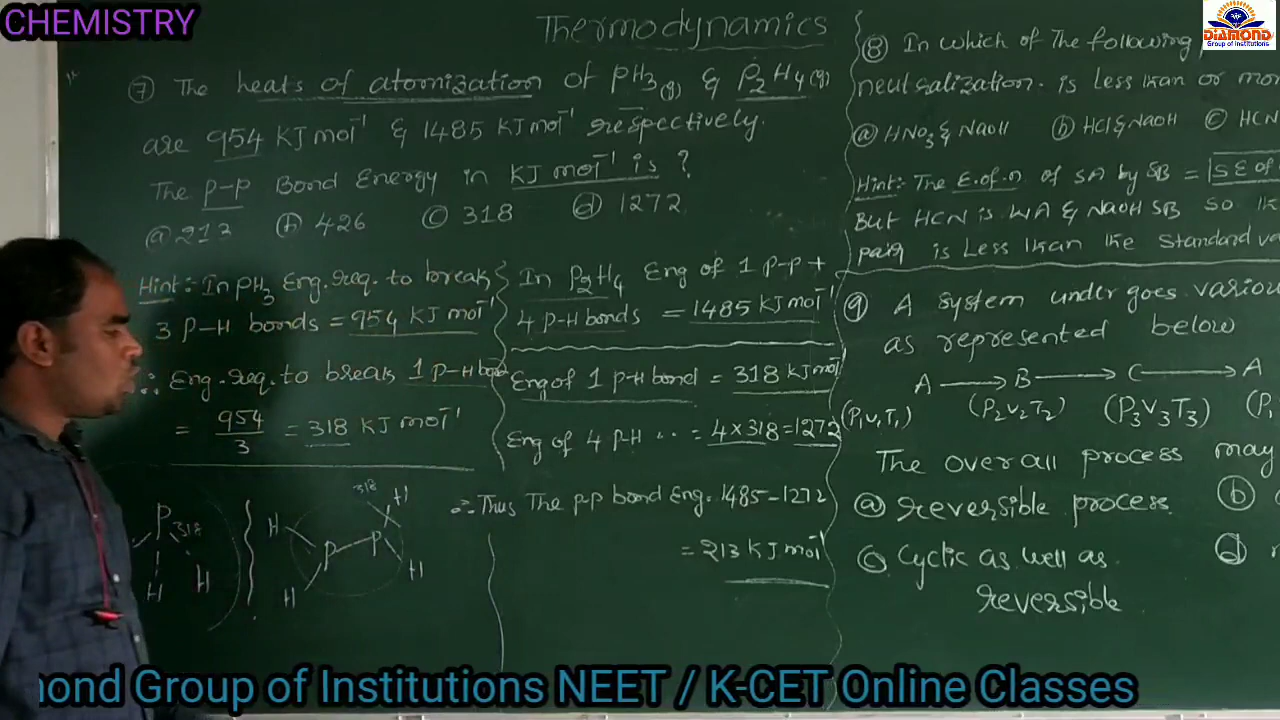 CHEMISTRY
Thermodynamics
DIAMOND
Group of Institutions
⑦ The heats of atomization of PH3(g) & P2H4(g)
are 954 KJ mol⁻¹ & 1485 KJ mol⁻¹ respectively.
The P-P Bond Energy in KJ mol⁻¹ is ?
ⓐ 213 ⓑ 426 ⓒ 318 ⓓ 1272
Hint:- In PH3 Eng. req. to break
3 P-H bonds = 954 KJ mol⁻¹
∴ Eng. req. to break 1 P-H bond
= 954/3 = 318 KJ mol⁻¹
P 318
H H
318
H H
P-P
H H
In P2H4 Eng of 1 P-P +
4 P-H bonds = 1485 KJ mol⁻¹
Eng of 1 P-H bond = 318 KJ mol⁻¹
Eng of 4 P-H .. = 4×318 = 1272
∴ Thus The P-P bond Eng. 1485-1272
= 213 KJ mol⁻¹
⑧ In which of The following
neutralization. is Less than or
ⓐ HNO3 & NaOH ⓑ HCl & NaOH ⓒ HCN
Hint:- The E. of. n of SA by SB = SE of
But HCN is WA & NaOH SB So
pair is Less than the Standard
⑨ A system under goes
as represented below
A → B → C → A
(P1V1T1) (P2V2T2) (P3V3T3) (P1
The overall process may
ⓐ reversible process. ⓑ
ⓒ Cyclic as well as ⓓ
reversible
ond Group of Institutions NEET / K-CET Online Classes